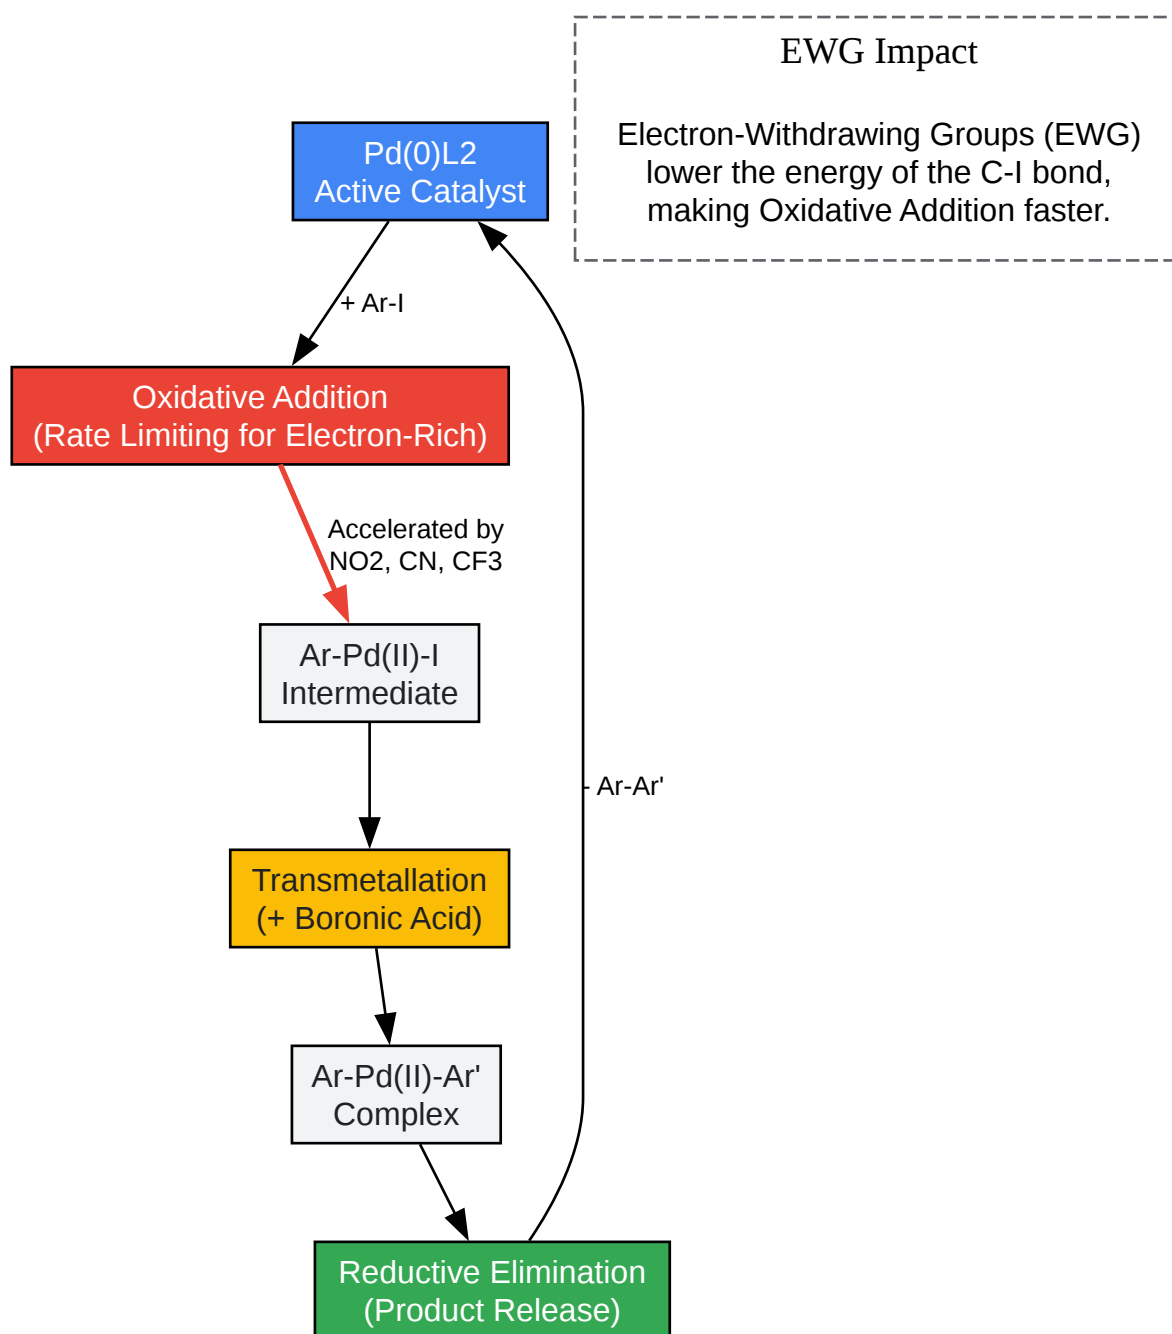 EWG Impact
Electron-Withdrawing Groups (EWG)
lower the energy of the C-I bond,
making Oxidative Addition faster.
Pd(0)L2
Active Catalyst
+ Ar-I
Oxidative Addition
(Rate Limiting for Electron-Rich)
Accelerated by
NO2, CN, CF3
Ar-Pd(II)-I
Intermediate
- Ar-Ar'
Transmetallation
(+ Boronic Acid)
Ar-Pd(II)-Ar'
Complex
Reductive Elimination
(Product Release)